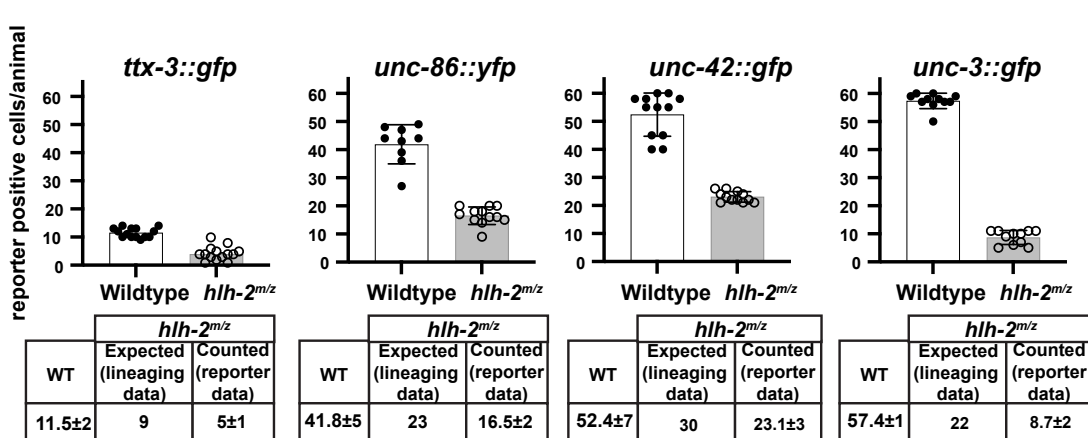 reporter positive cells/animal
ttx-3::gfp
60
50
40
30
20
10
0
Wildtype hlh-2m/z
hlh-2m/z
WT
Expected (lineaging data)
Counted (reporter data)
11.5±2 9 5±1
unc-86::yfp
60
50
40
30
20
10
0
Wildtype hlh-2m/z
hlh-2m/z
WT
Expected (lineaging data)
Counted (reporter data)
41.8±5 23 16.5±2
unc-42::gfp
60
50
40
30
20
10
0
Wildtype hlh-2m/z
hlh-2m/z
WT
Expected (lineaging data)
Counted (reporter data)
52.4±7 30 23.1±3
unc-3::gfp
60
50
40
30
20
10
0
Wildtype hlh-2m/z
hlh-2m/z
WT
Expected (lineaging data)
Counted (reporter data)
57.4±1 22 8.7±2